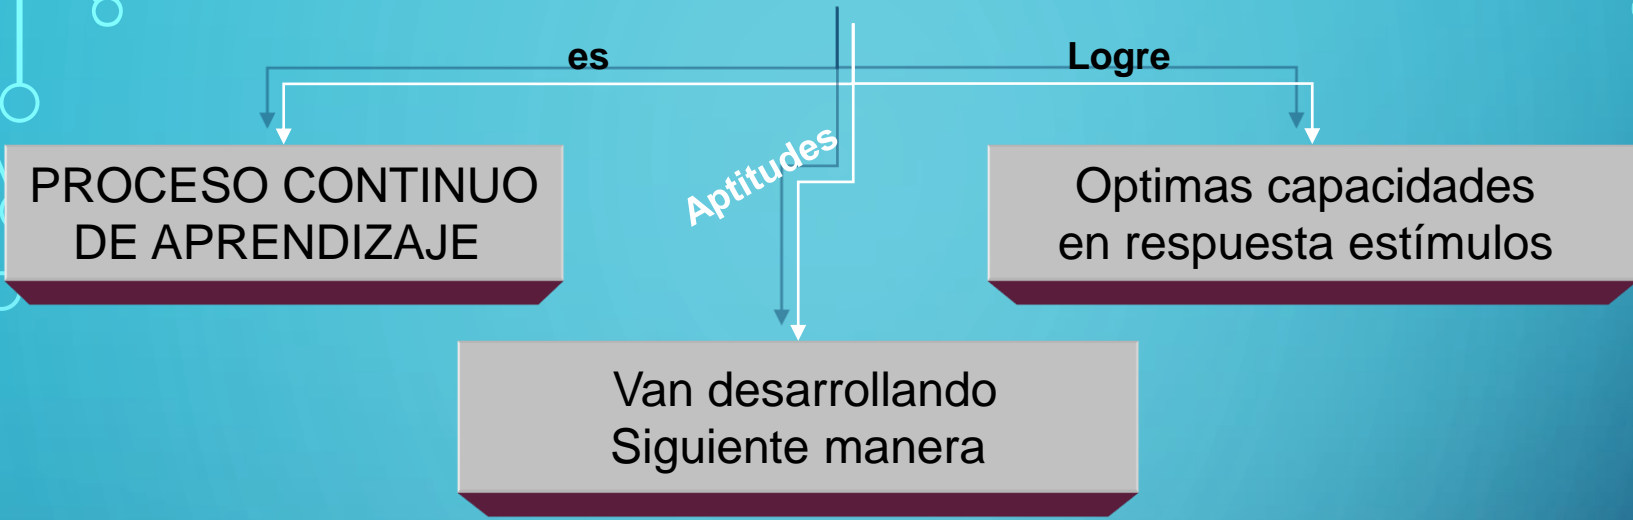 es
Logre
Aptitudes
PROCESO CONTINUO
DE APRENDIZAJE
Optimas capacidades
en respuesta estímulos
Van desarrollando
Siguiente manera